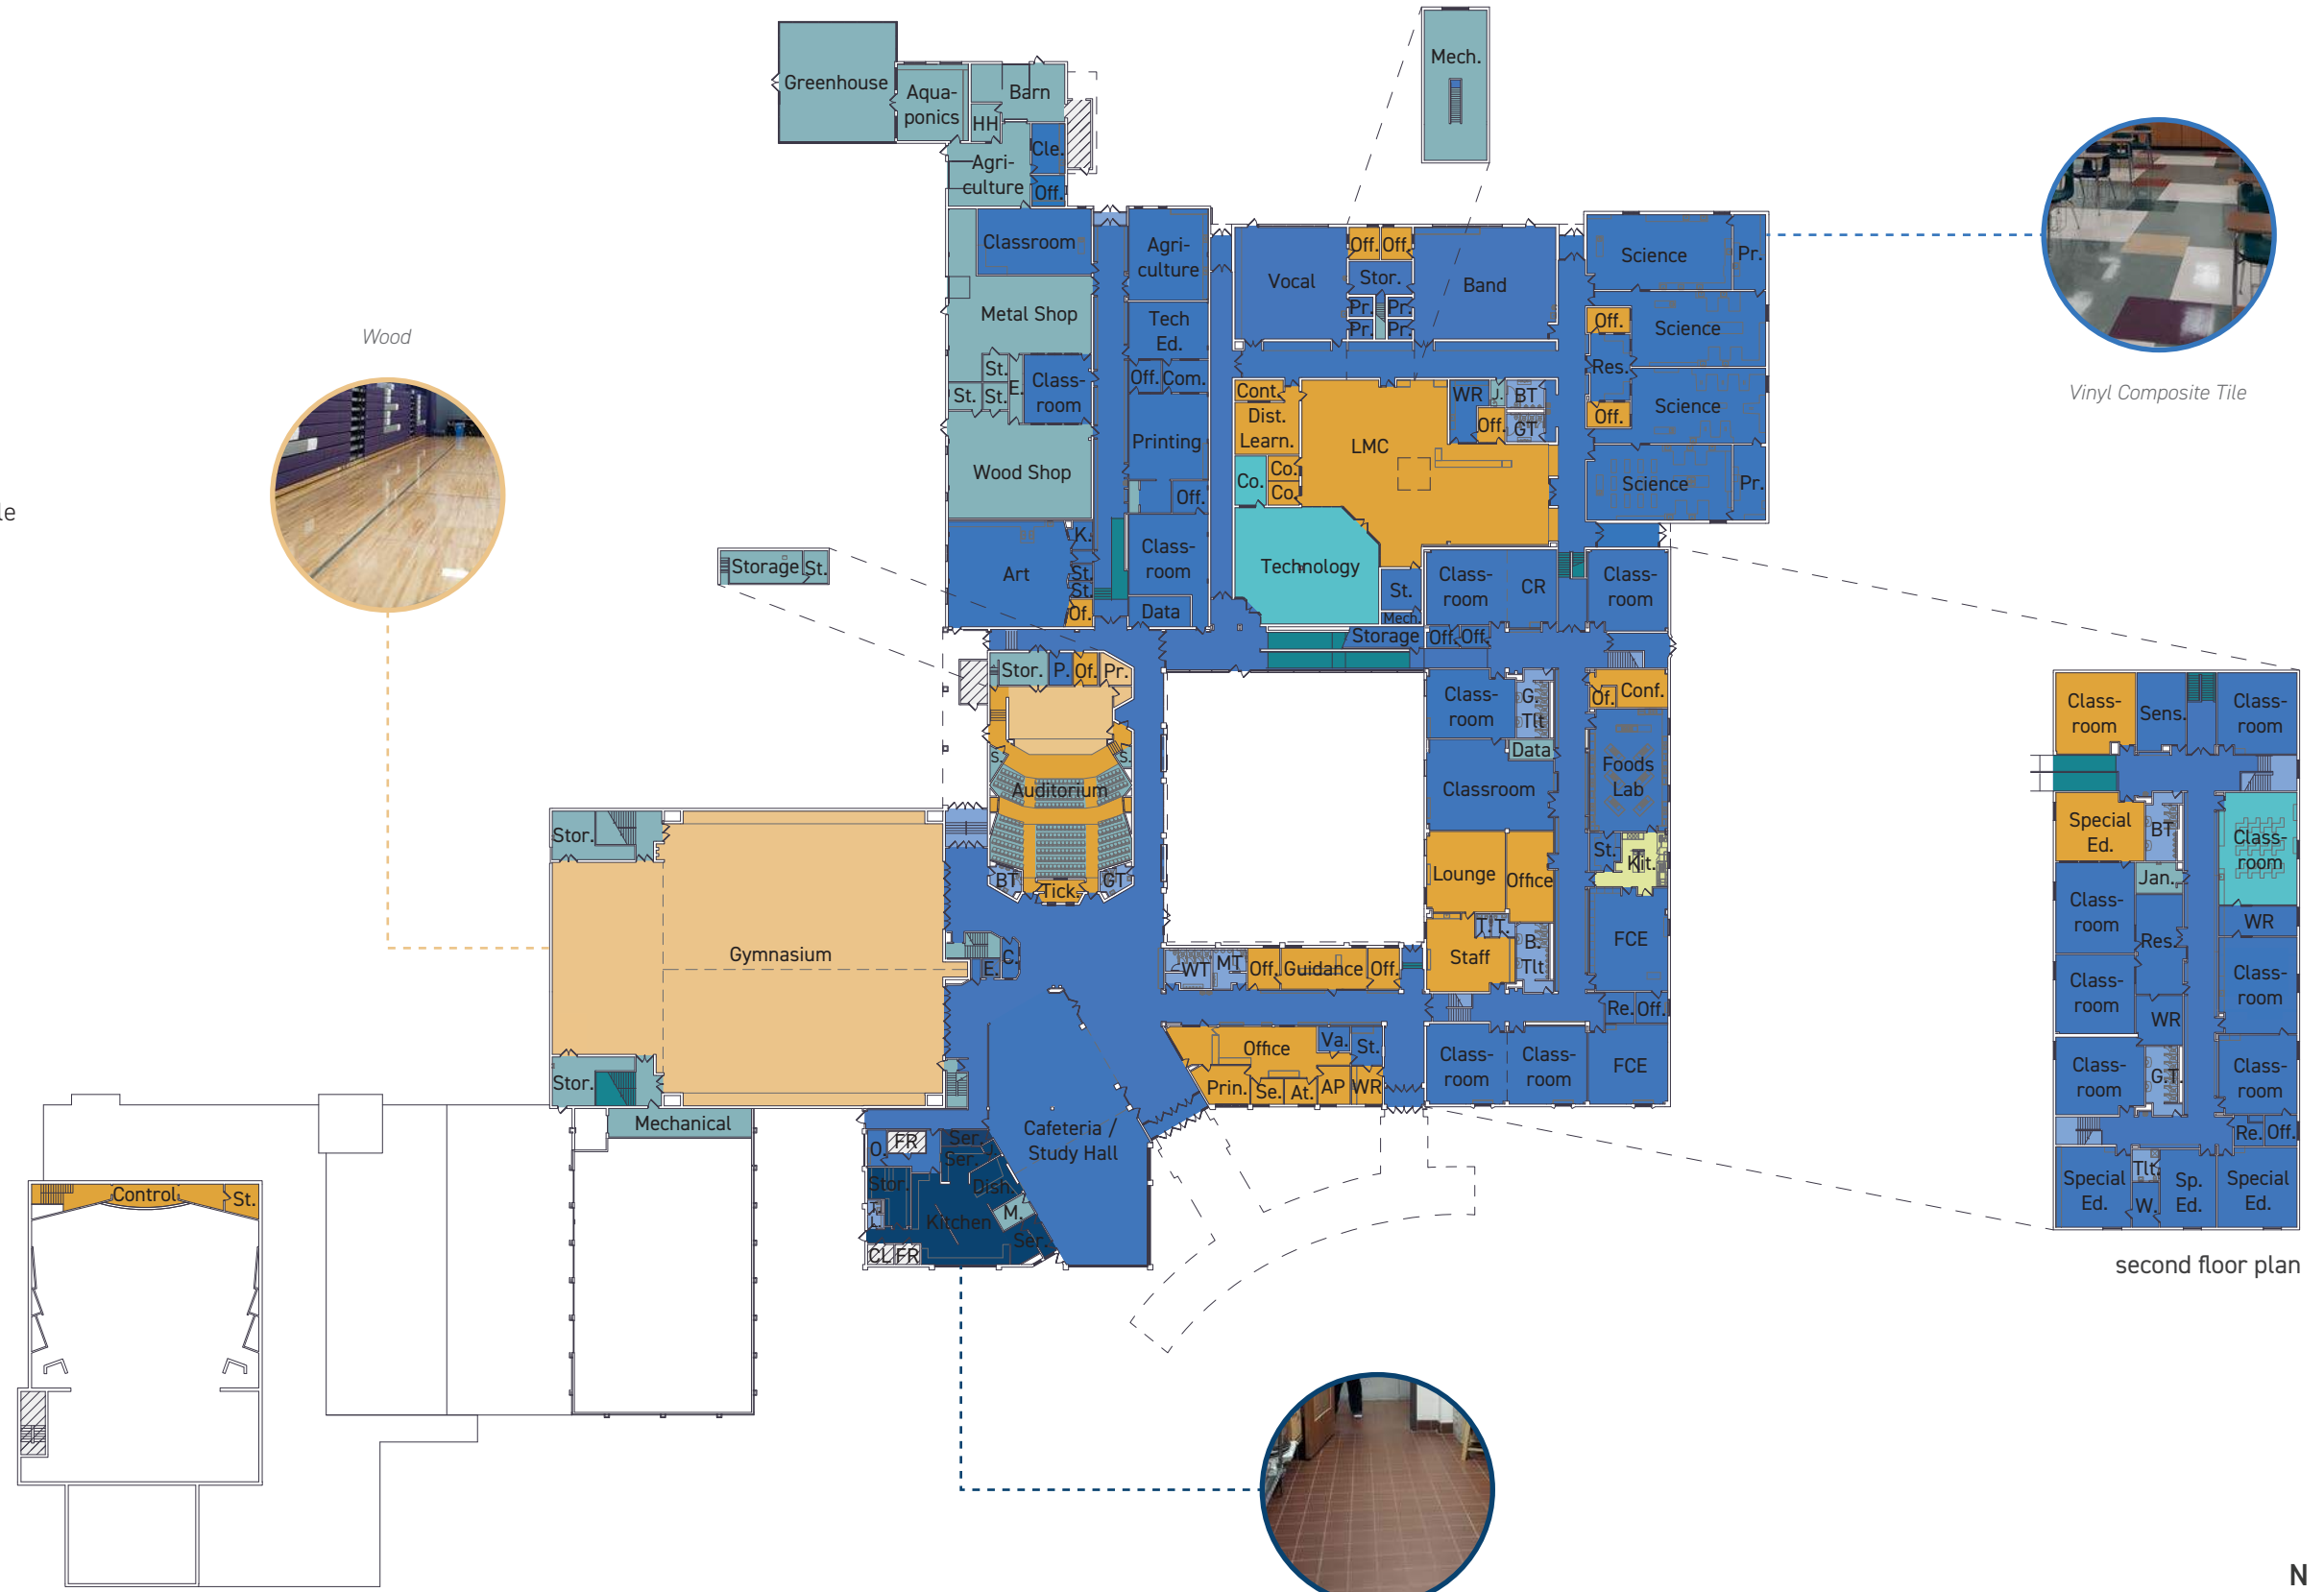 Mech.
Greenhouse
Aqua-
ponics
Barn
HH
Cle.
Agri-
culture
Off.
Classroom
Agri-
culture
Vocal
Off.
Off.
Stor.
Pr.
Pr.
Pr.
Pr.
Band
Science
Pr.
Metal Shop
Tech
Ed.
Off.
Science
Res.
Wood
Vinyl Composite Tile
St.
St.
St.
E.
Class-
room
Off.
Com.
Cont.
Dist.
Learn.
LMC
WR
J.
BT
Off.
GT
Off.
Science
Printing
Wood Shop
Co.
Co.
Co.
Off.
Science
Pr.
le
Art
K.
St.
St.
Of.
Class-
room
Data
Technology
St.
Mech.
Class-
room
CR
Class-
room
Storage
St.
Storage
Off.
Off.
Stor.
P.
Of.
Pr.
Class-
room
G.
Tlt
Of.
Conf.
Class-
room
Sens.
Class-
room
S.
S.
Auditorium
Data
Classroom
Foods
Lab
Stor.
Special
Ed.
BT
Class-
room
BT
Tick.
GT
Lounge
Office
St.
Kit.
Jan.
Class-
room
WR
Res.
Gymnasium
E.
C.
WT
MT
Off.
Guidance
Off.
T.
T.
Staff
B.
Tlt
FCE
Class-
room
Class-
room
WR
Re.
Off.
Stor.
Office
Va.
St.
Prin.
Se.
At.
AP
WR
Class-
room
Class-
room
FCE
Class-
room
G.T.
Class-
room
Mechanical
O.
FR
Ser.
Ser.
Cafeteria /
Study Hall
Re.
Off.
Stor.
Dish.
M.
Kitchen
Ser.
CL
FR
Special
Ed.
Tlt.
W.
Sp.
Ed.
Special
Ed.
Control
St.
second floor plan
N